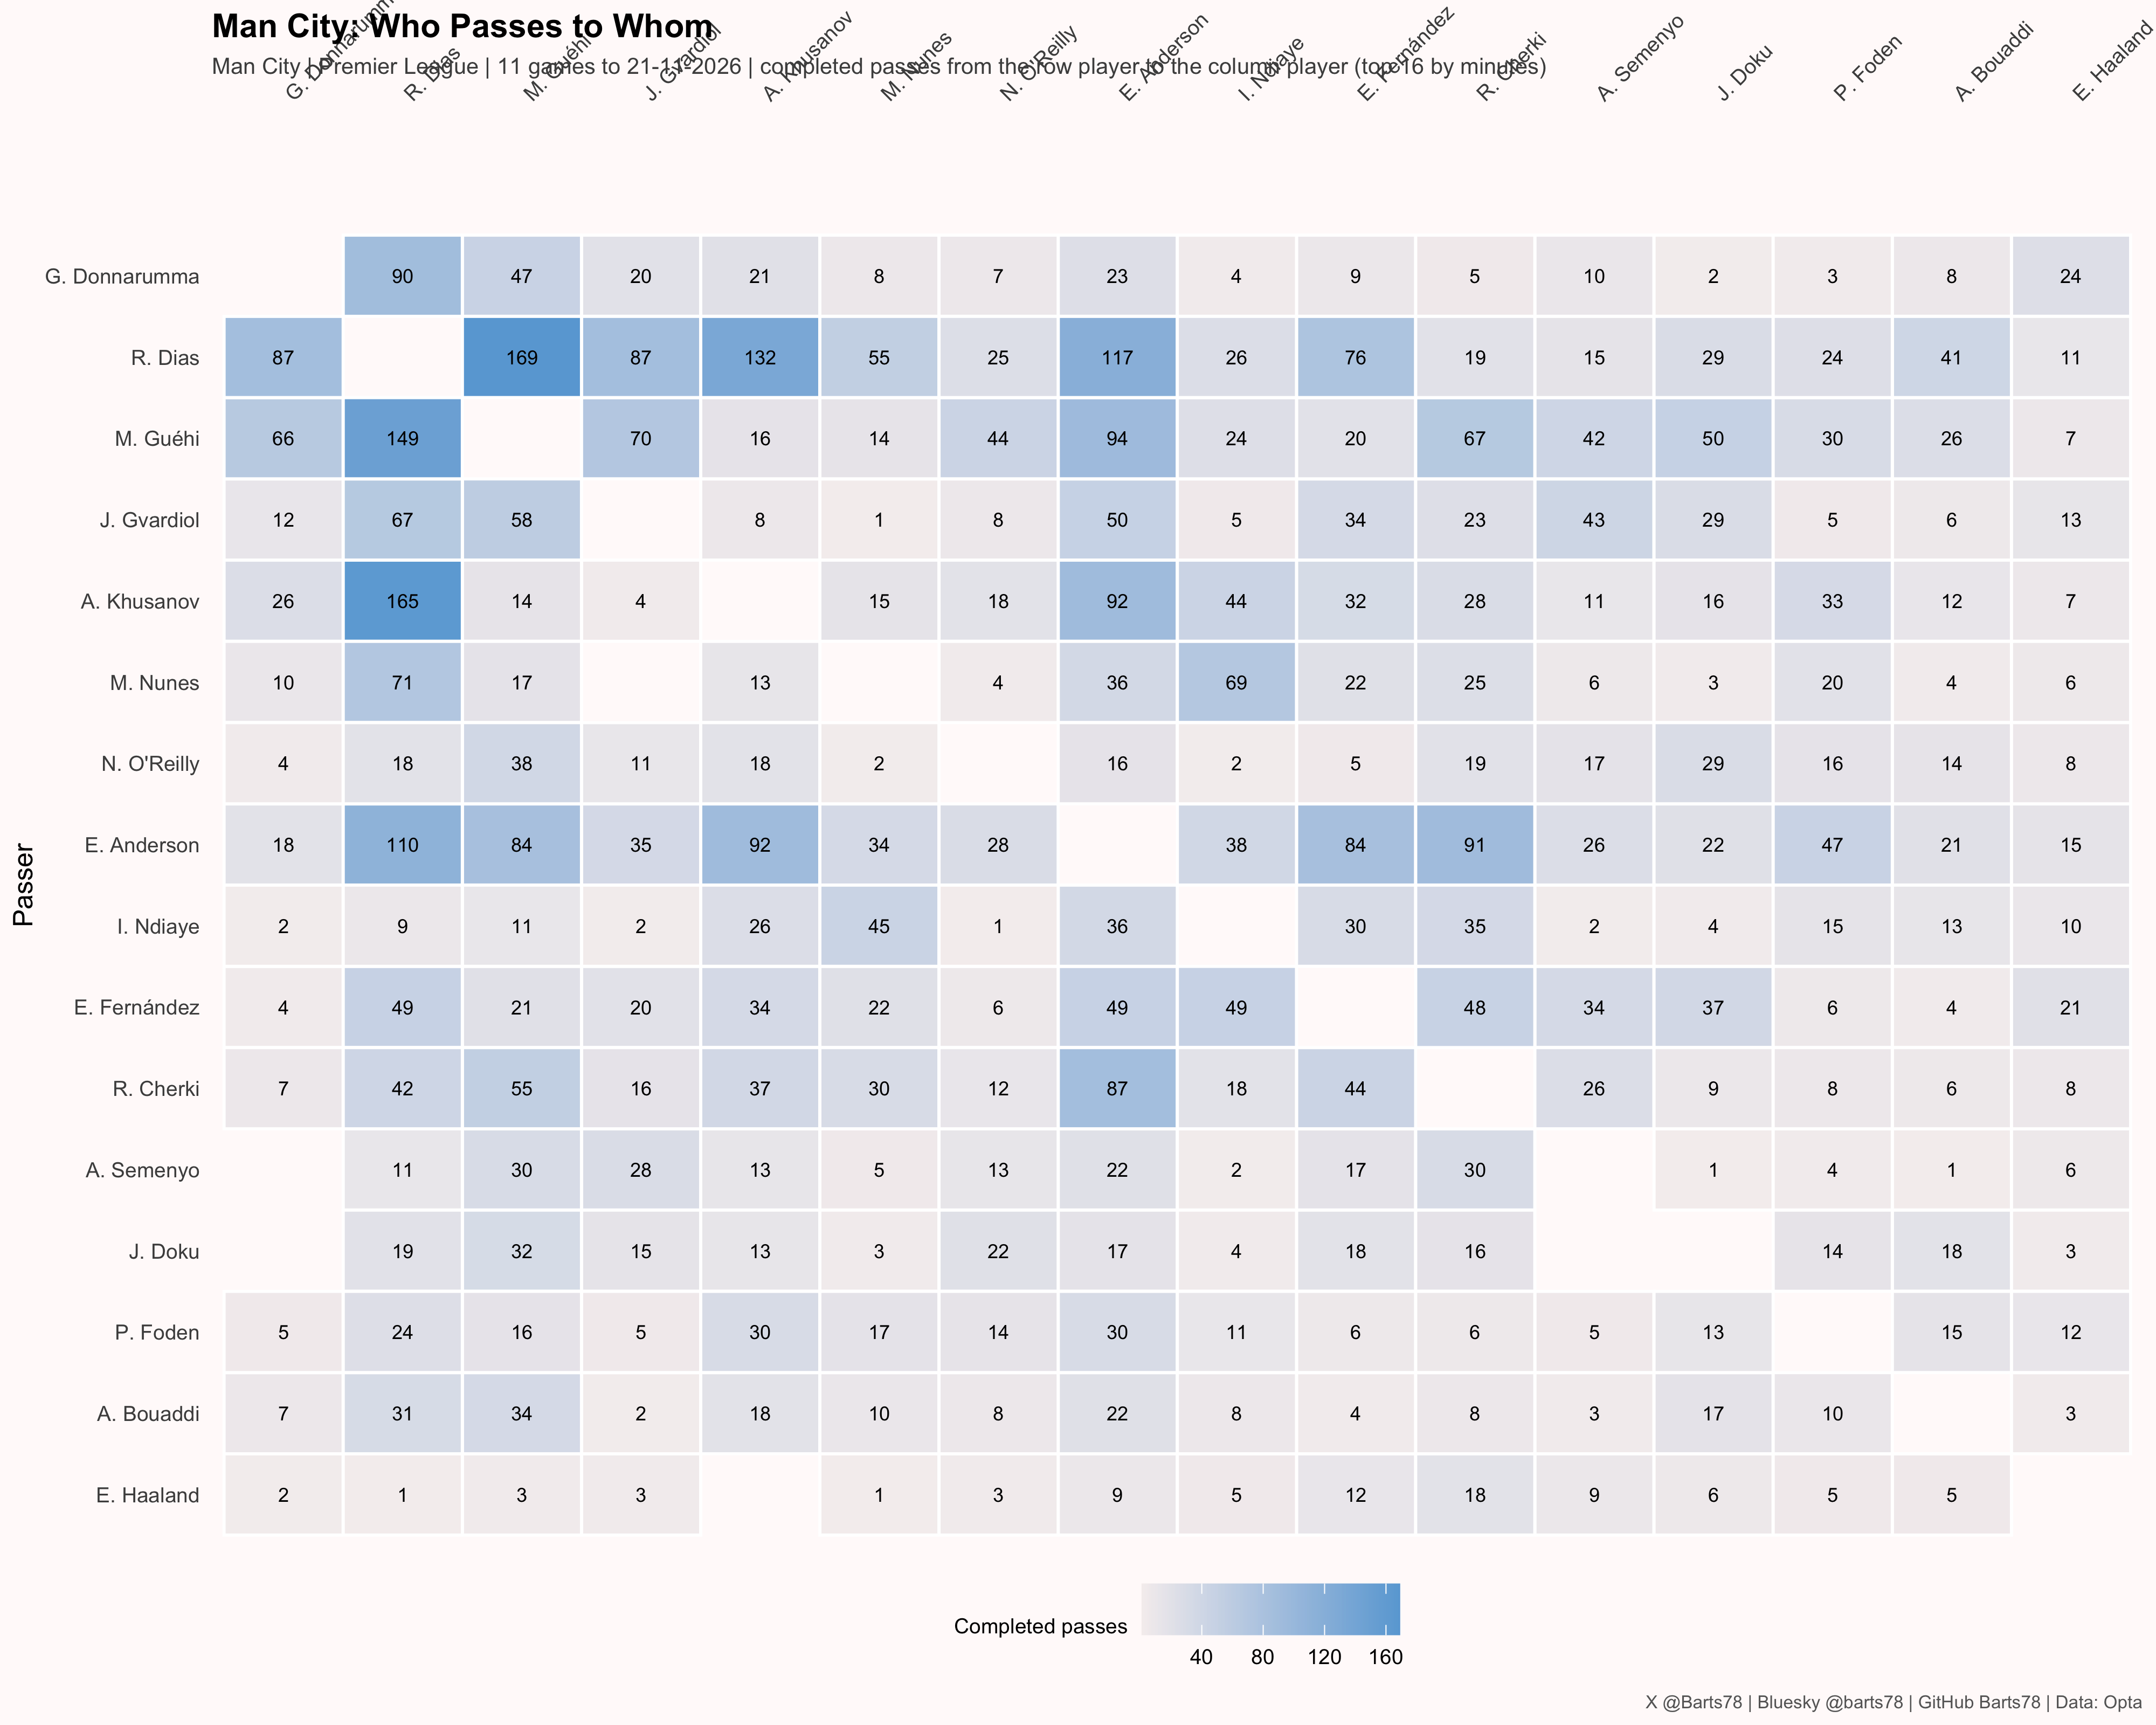 Man City: Who Passes to Whom
Man City | Premier League | 11 games to 21-11-2026 | completed passes from the row player to the column player (top 16 by minutes)
G. Donnarumma R. Dias M. Guéhi J. Gvardiol A. Khusanov M. Nunes N. O'Reilly E. Anderson I. Ndiaye E. Fernández R. Cherki A. Semenyo J. Doku P. Foden A. Bouaddi E. Haaland
G. Donnarumma 90 47 20 21 8 7 23 4 9 5 10 2 3 8 24
R. Dias 87 169 87 132 55 25 117 26 76 19 15 29 24 41 11
M. Guéhi 66 149 70 16 14 44 94 24 20 67 42 50 30 26 7
J. Gvardiol 12 67 58 8 1 8 50 5 34 23 43 29 5 6 13
A. Khusanov 26 165 14 4 15 18 92 44 32 28 11 16 33 12 7
M. Nunes 10 71 17 13 4 36 69 22 25 6 3 20 4 6
N. O'Reilly 4 18 38 11 18 2 16 2 5 19 17 29 16 14 8
E. Anderson 18 110 84 35 92 34 28 38 84 91 26 22 47 21 15
I. Ndiaye 2 9 11 2 26 45 1 36 30 35 2 4 15 13 10
E. Fernández 4 49 21 20 34 22 6 49 49 48 34 37 6 4 21
R. Cherki 7 42 55 16 37 30 12 87 18 44 26 9 8 6 8
A. Semenyo 11 30 28 13 5 13 22 2 17 30 1 4 1 6
J. Doku 19 32 15 13 3 22 17 4 18 16 14 18 3
P. Foden 5 24 16 5 30 17 14 30 11 6 6 5 13 15 12
A. Bouaddi 7 31 34 2 18 10 8 22 8 4 8 3 17 10 3
E. Haaland 2 1 3 3 1 3 9 5 12 18 9 6 5 5
Passer
Completed passes
40 80 120 160
X @Barts78 | Bluesky @barts78 | GitHub Barts78 | Data: Opta